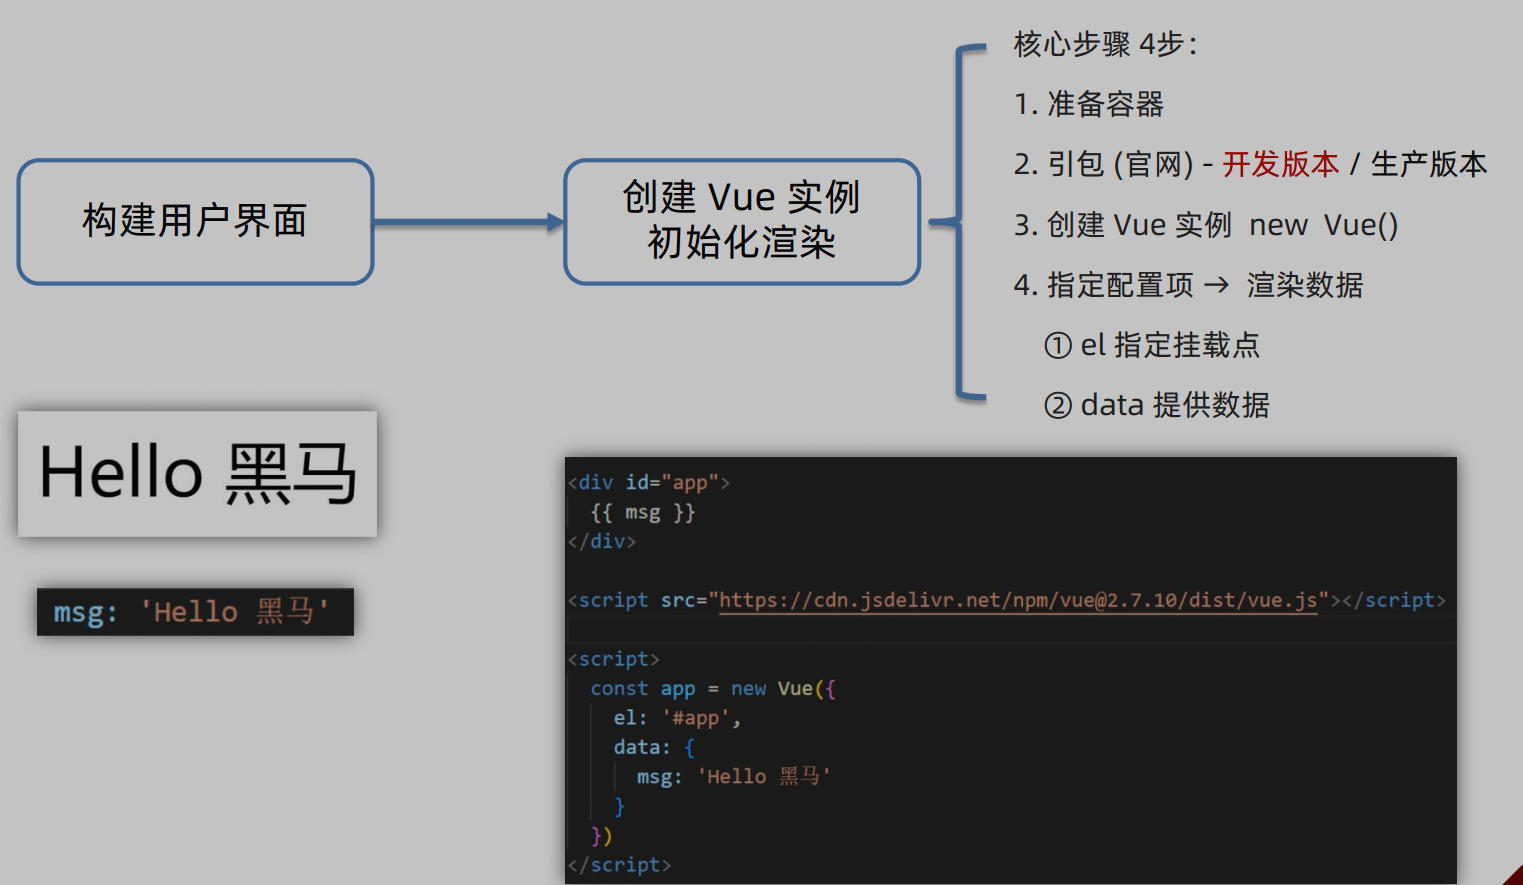 构建用户界面
创建 Vue 实例
初始化渲染
核心步骤 4步：
1. 准备容器
2. 引包 (官网) - 开发版本 / 生产版本
3. 创建 Vue 实例  new  Vue()
4. 指定配置项 →  渲染数据
① el 指定挂载点
② data 提供数据
Hello 黑马
msg: 'Hello 黑马'
<div id="app">
  {{ msg }}
</div>
<script src="https://cdn.jsdelivr.net/npm/vue@2.7.10/dist/vue.js"></script>
<script>
  const app = new Vue({
    el: '#app',
    data: {
      msg: 'Hello 黑马'
    }
  })
</script>